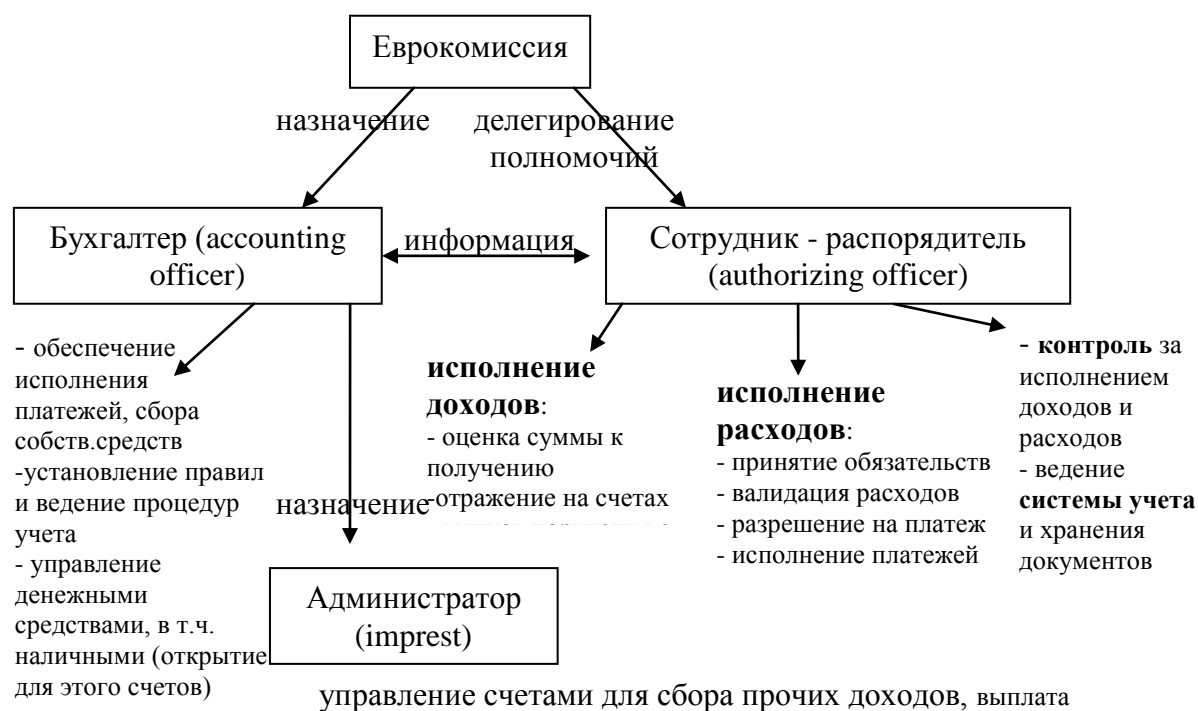 Еврокомиссия
назначение
делегирование
полномочий
Бухгалтер (accounting
officer)
информация
Сотрудник - распорядитель
(authorizing officer)
- обеспечение
исполнения
платежей, сбора
собств.средств
-установление правил
и ведение процедур
учета
- управление
денежными
средствами, в т.ч.
наличными (открытие
для этого счетов)
назначение
Администратор
(imprest)
исполнение
доходов:
- оценка суммы к
получению
-отражение на счетах
исполнение
расходов:
- принятие обязательств
- валидация расходов
- разрешение на платеж
- исполнение платежей
- контроль за
исполнением
доходов и
расходов
- ведение
системы учета
и хранения
документов
управление счетами для сбора прочих доходов, выплата